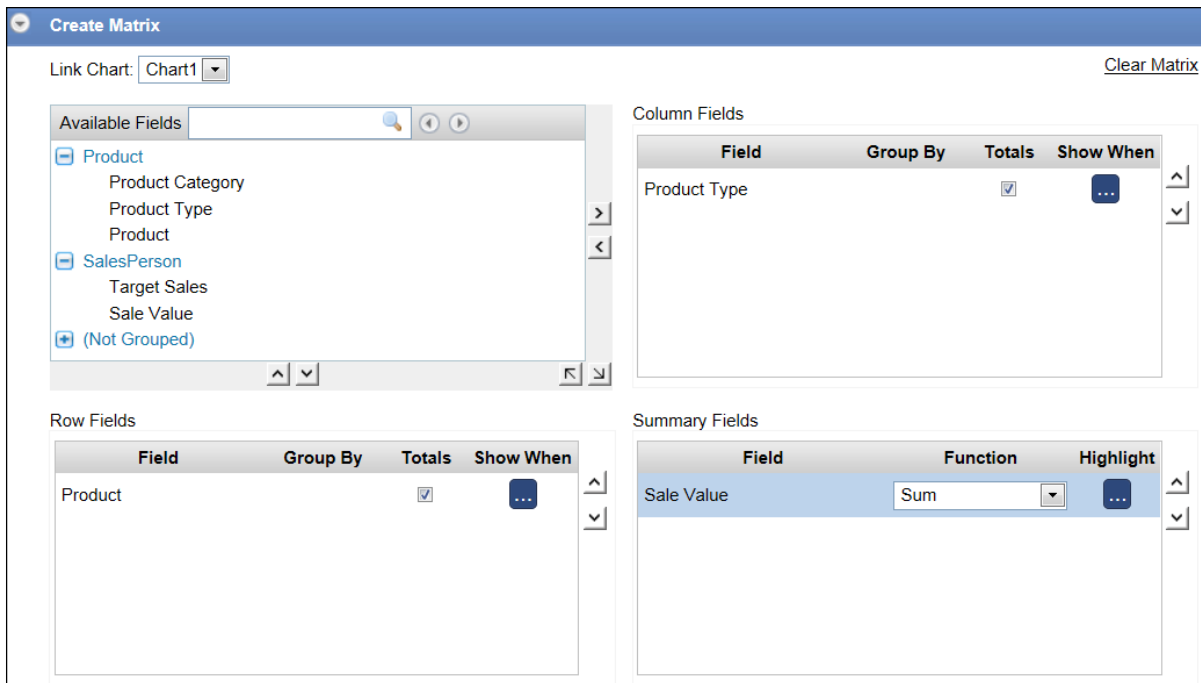 Create Matrix
Link Chart: Chart1
Clear Matrix
Available Fields
Product
Product Category
Product Type
Product
SalesPerson
Target Sales
Sale Value
(Not Grouped)
Column Fields
Field Group By Totals Show When
Product Type ...
Row Fields
Field Group By Totals Show When
Product ...
Summary Fields
Field Function Highlight
Sale Value Sum ...